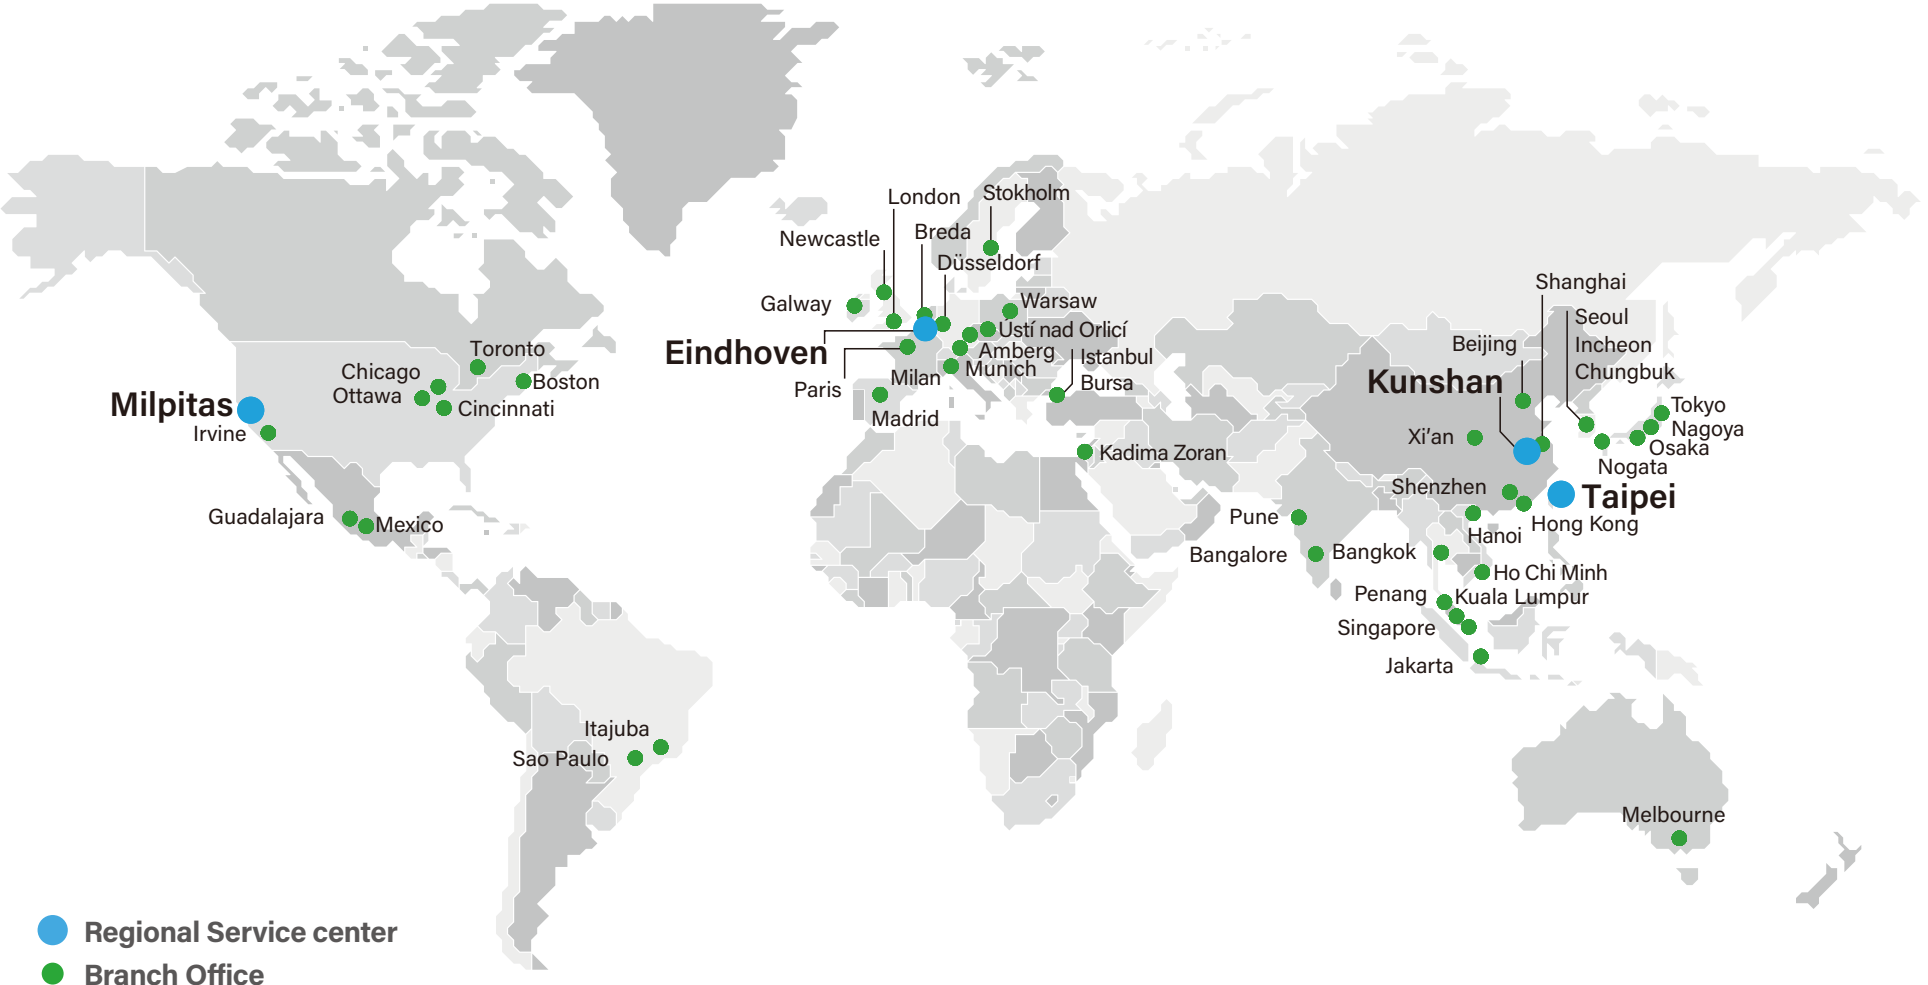 London
Stokholm
Newcastle
Breda
Düsseldorf
Galway
Warsaw
Ústí nad Orlicí
Eindhoven
Amberg
Istanbul
Paris
Milan
Munich
Bursa
Madrid
Kadima Zoran
Toronto
Chicago
Boston
Ottawa
Cincinnati
Milpitas
Irvine
Guadalajara
Mexico
Itajuba
Sao Paulo
Shanghai
Seoul
Incheon
Chungbuk
Beijing
Kunshan
Tokyo
Nagoya
Osaka
Nogata
Xi'an
Shenzhen
Taipei
Hong Kong
Hanoi
Pune
Bangalore
Bangkok
Ho Chi Minh
Penang
Kuala Lumpur
Singapore
Jakarta
Melbourne
Regional Service center
Branch Office